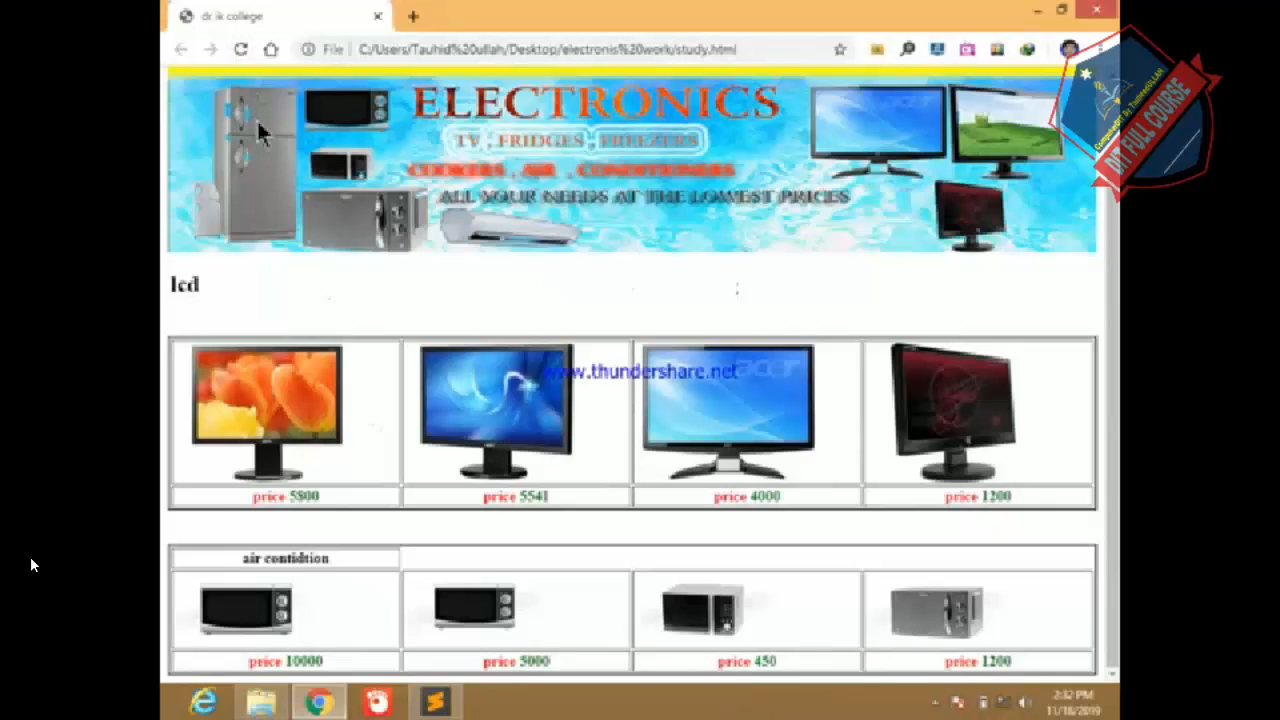 dr ik college
File | C:/Users/Tauhid%20ullah/Desktop/electronis%20work/study.html
ELECTRONICS
TV , FRIDGES , FREEZERS
COOKERS , AIR , CONDITIONERS
ALL YOUR NEEDS AT THE LOWEST PRICES
DIT FULL COURSE
lcd
www.thundershare.net
acer
price 5800 price 5541 price 4000 price 1200
air contidtion
price 10000 price 5000 price 450 price 1200
2:32 PM
11/18/2019